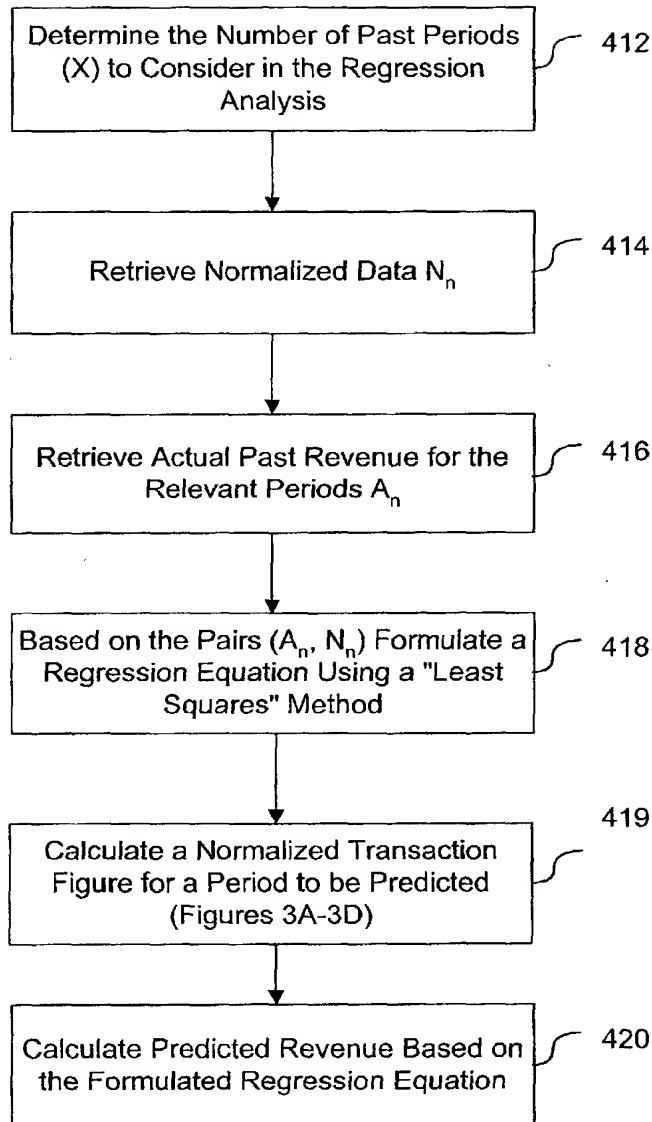 Determine the Number of Past Periods
(X) to Consider in the Regression
Analysis
412
Retrieve Normalized Data Nn
414
Retrieve Actual Past Revenue for the
Relevant Periods An
416
Based on the Pairs (An, Nn) Formulate a
Regression Equation Using a "Least
Squares" Method
418
Calculate a Normalized Transaction
Figure for a Period to be Predicted
(Figures 3A-3D)
419
Calculate Predicted Revenue Based on
the Formulated Regression Equation
420